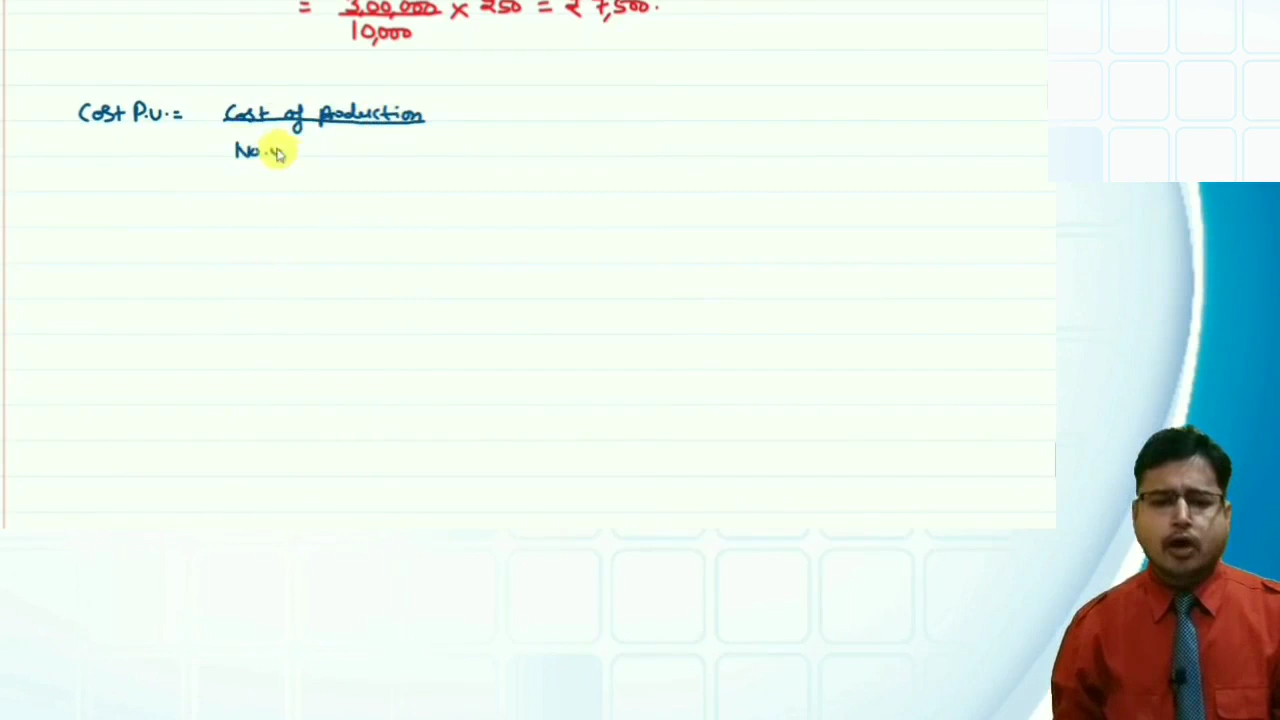 = 3,00,000 × 250 = ₹ 7,500.
10,000
Cost P.U. = Cost of Production
No.